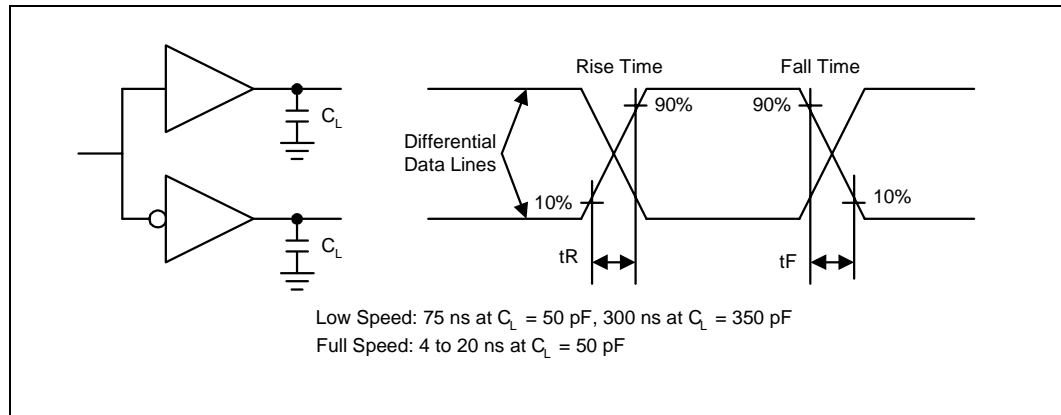 Rise Time
Fall Time
90%
90%
C_L
Differential
Data Lines
10%
10%
C_L
tR
tF
Low Speed: 75 ns at C_L = 50 pF, 300 ns at C_L = 350 pF
Full Speed: 4 to 20 ns at C_L = 50 pF